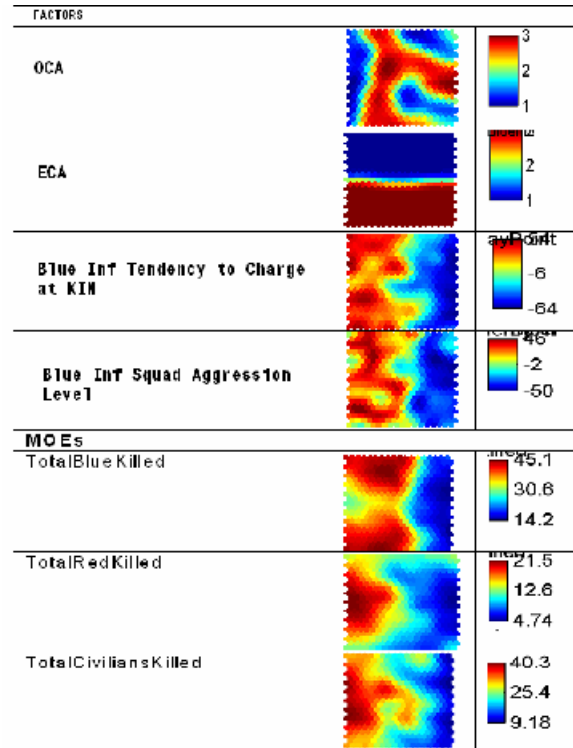 FACTORS
OCA
3
2
1
ECA
2
1
Blue Inf Tendency to Charge
at KIN
54
-6
-64
Blue Inf Squad Aggression
Level
46
-2
-50
MOEs
TotalBlueKilled
45.1
30.6
14.2
TotalRedKilled
21.5
12.6
4.74
TotalCiviliansKilled
40.3
25.4
9.18